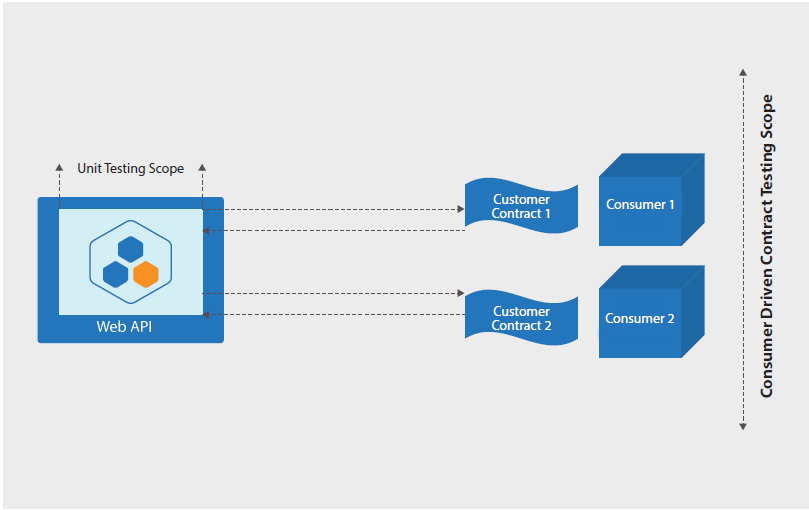 Unit Testing Scope
Web API
Customer
Contract 1
Consumer 1
Customer
Contract 2
Consumer 2
Consumer Driven Contract Testing Scope